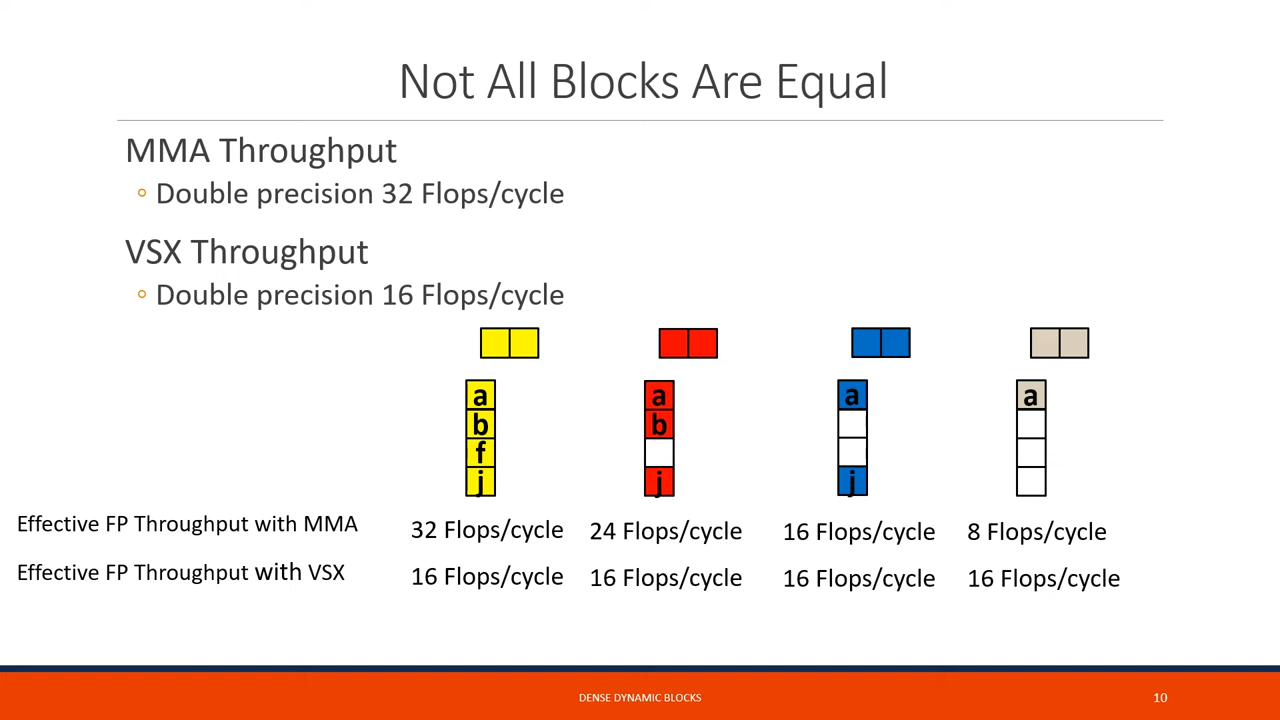 Not All Blocks Are Equal
MMA Throughput
Double precision 32 Flops/cycle
VSX Throughput
Double precision 16 Flops/cycle
a a a a
b b
f
j j j
Effective FP Throughput with MMA 32 Flops/cycle 24 Flops/cycle 16 Flops/cycle 8 Flops/cycle
Effective FP Throughput with VSX 16 Flops/cycle 16 Flops/cycle 16 Flops/cycle 16 Flops/cycle
DENSE DYNAMIC BLOCKS 10